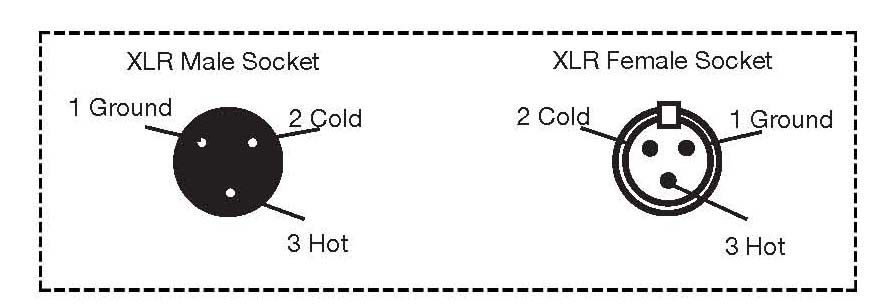 XLR Male Socket
1 Ground
2 Cold
3 Hot
XLR Female Socket
2 Cold
1 Ground
3 Hot